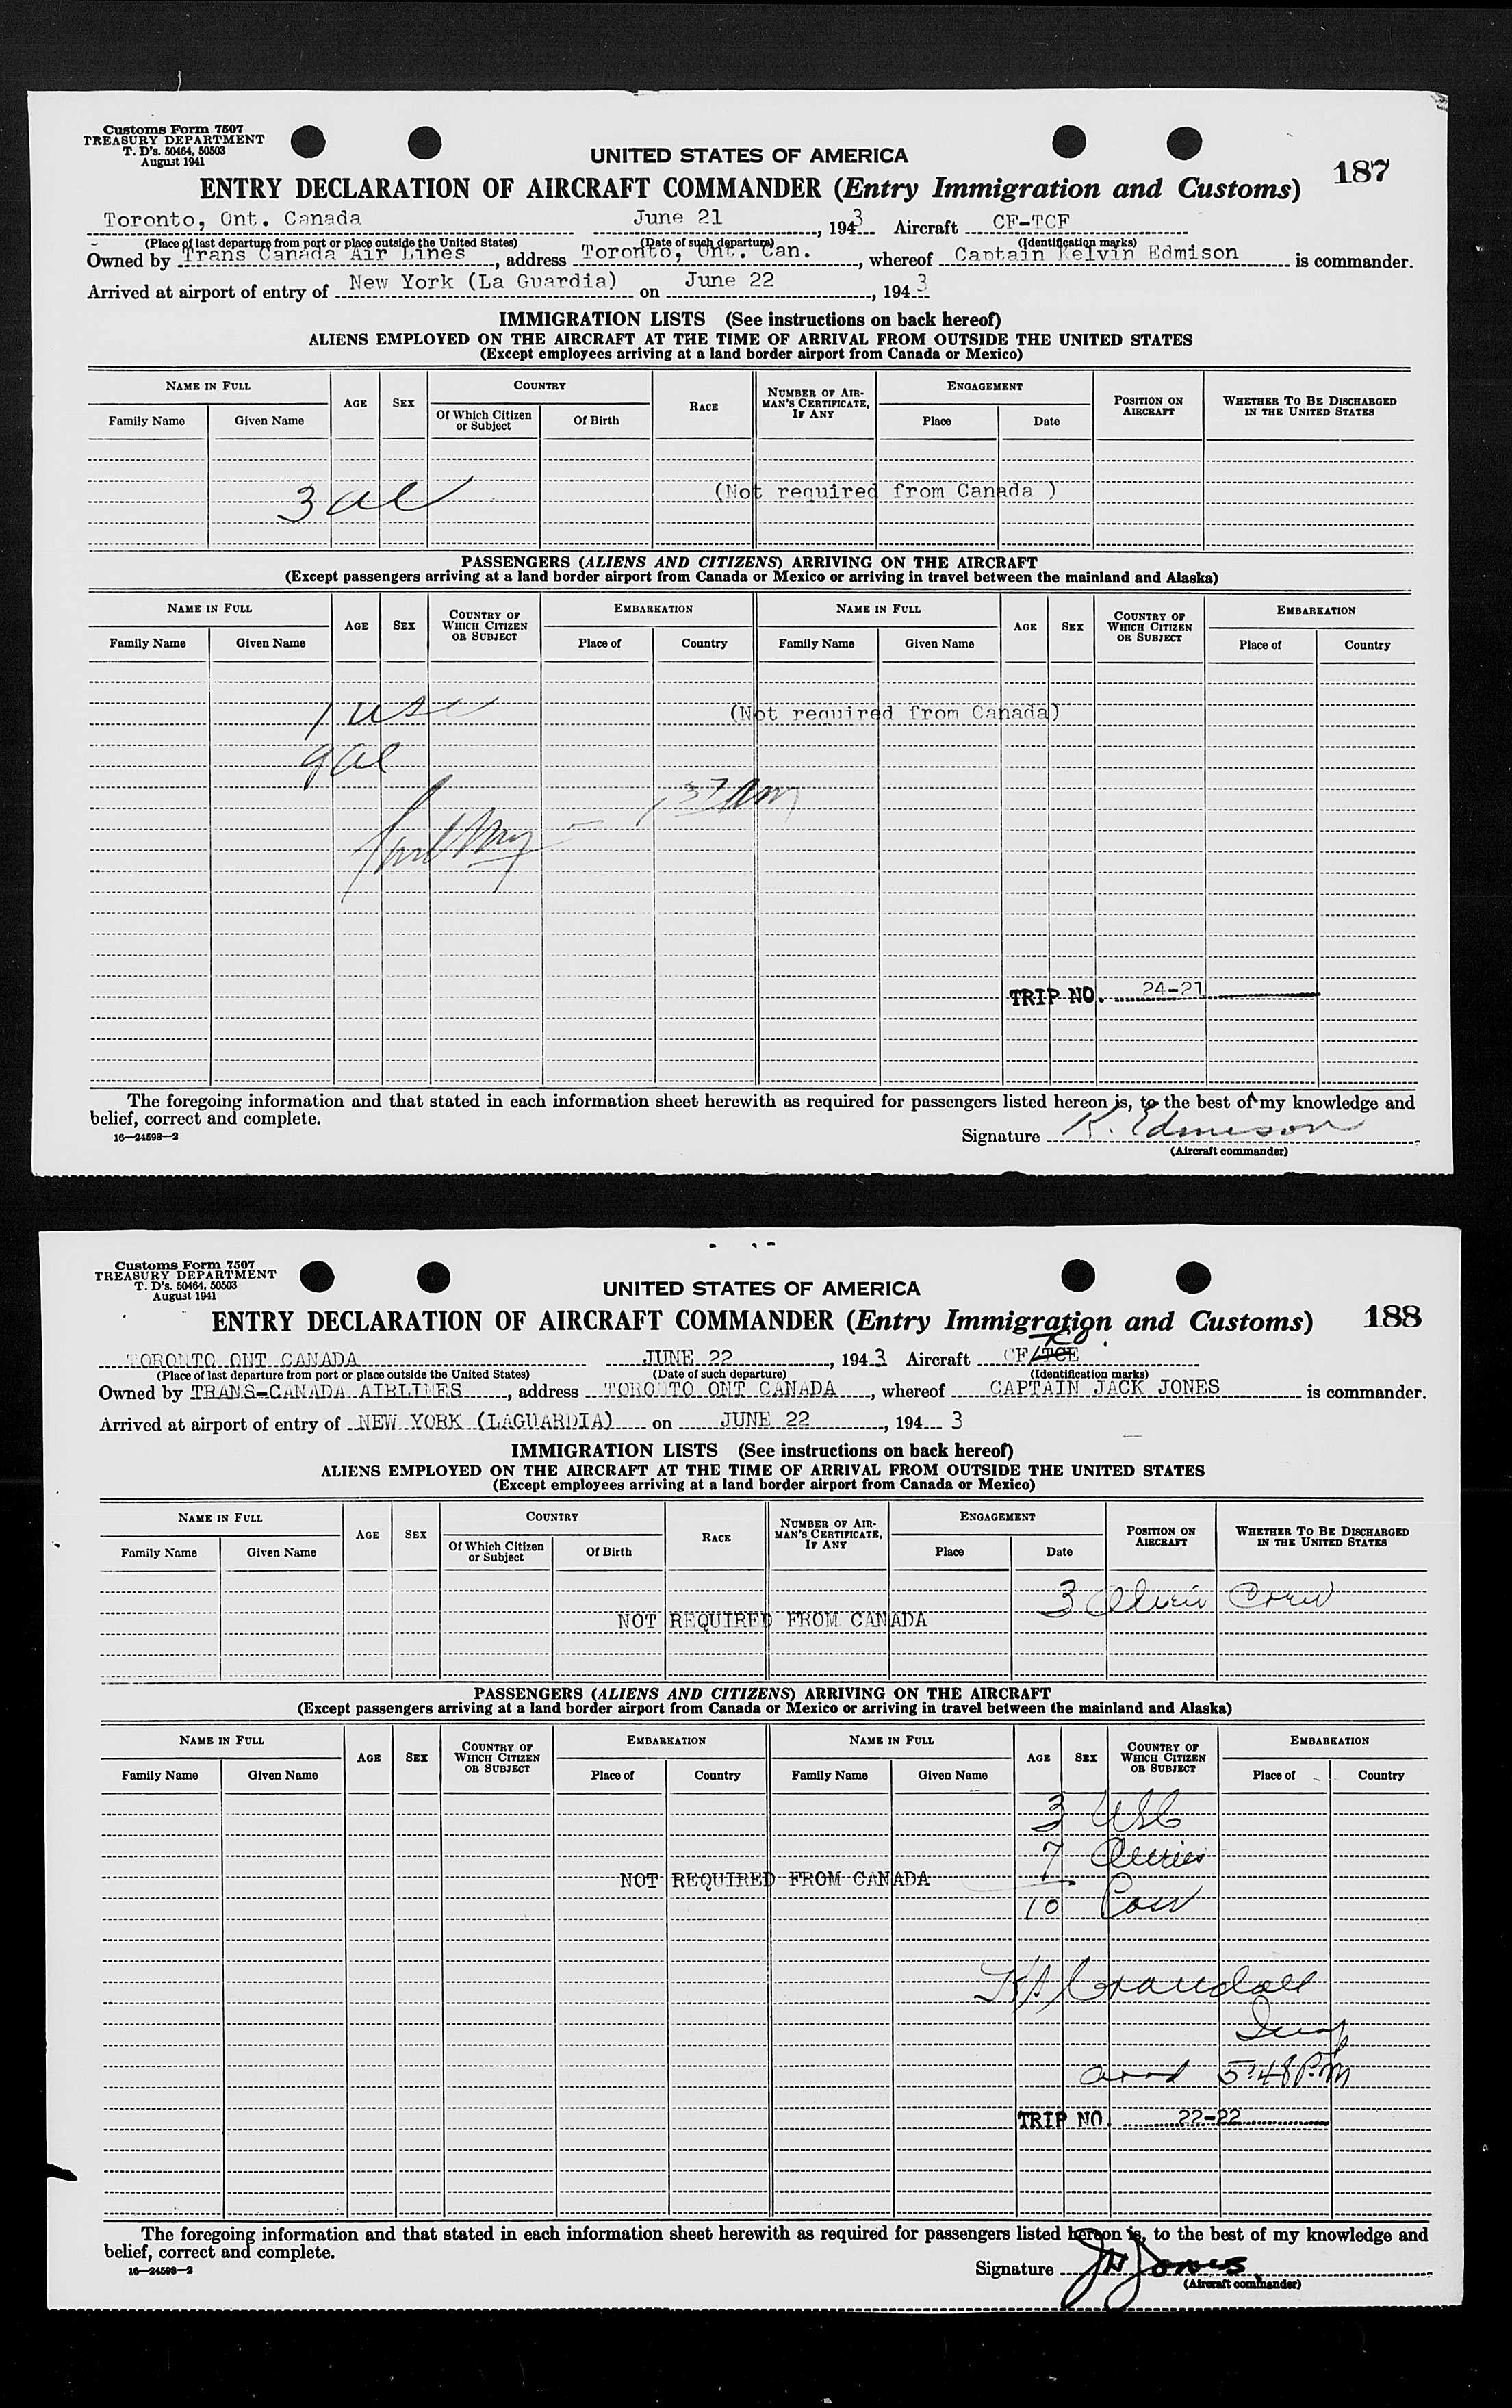 Customs Form 7507
TREASURY DEPARTMENT
T. D's. 50464, 50503
August 1941
UNITED STATES OF AMERICA
187
ENTRY DECLARATION OF AIRCRAFT COMMANDER (Entry Immigration and Customs)
Toronto, Ont. Canada June 21, 1943 Aircraft CF-TCF
(Place of last departure from port or place outside the United States) (Date of such departure) (Identification marks)
Owned by Trans Canada Air Lines, address Toronto, Ont. Can., whereof Captain Kelvin Edmison is commander.
Arrived at airport of entry of New York (La Guardia) on June 22, 1943
IMMIGRATION LISTS (See instructions on back hereof)
ALIENS EMPLOYED ON THE AIRCRAFT AT THE TIME OF ARRIVAL FROM OUTSIDE THE UNITED STATES
(Except employees arriving at a land border airport from Canada or Mexico)
NAME IN FULL AGE SEX COUNTRY RACE NUMBER OF AIRMAN'S CERTIFICATE, IF ANY ENGAGEMENT POSITION ON AIRCRAFT WHETHER TO BE DISCHARGED IN THE UNITED STATES
Family Name Given Name Of Which Citizen or Subject Of Birth Place Date
3 al (Not required from Canada )
PASSENGERS (ALIENS AND CITIZENS) ARRIVING ON THE AIRCRAFT
(Except passengers arriving at a land border airport from Canada or Mexico or arriving in travel between the mainland and Alaska)
NAME IN FULL AGE SEX COUNTRY OF WHICH CITIZEN OR SUBJECT EMBARKATION NAME IN FULL AGE SEX COUNTRY OF WHICH CITIZEN OR SUBJECT EMBARKATION
Family Name Given Name Place of Country Family Name Given Name Place of Country
1 usc (Not required from Canada)
9 al
137 am
TRIP NO. 24-21
The foregoing information and that stated in each information sheet herewith as required for passengers listed hereon is, to the best of my knowledge and
belief, correct and complete.
16—24598—2
Signature K. Edmison
(Aircraft commander)
Customs Form 7507
TREASURY DEPARTMENT
T. D's. 50464, 50503
August 1941
UNITED STATES OF AMERICA
188
ENTRY DECLARATION OF AIRCRAFT COMMANDER (Entry Immigration and Customs)
TORONTO ONT CANADA JUNE 22, 1943 Aircraft CF/TCE
(Place of last departure from port or place outside the United States) (Date of such departure) (Identification marks)
Owned by TRANS-CANADA AIRLINES, address TORONTO ONT CANADA, whereof CAPTAIN JACK JONES is commander.
Arrived at airport of entry of NEW YORK (LAGUARDIA) on JUNE 22, 1943
IMMIGRATION LISTS (See instructions on back hereof)
ALIENS EMPLOYED ON THE AIRCRAFT AT THE TIME OF ARRIVAL FROM OUTSIDE THE UNITED STATES
(Except employees arriving at a land border airport from Canada or Mexico)
NAME IN FULL AGE SEX COUNTRY RACE NUMBER OF AIRMAN'S CERTIFICATE, IF ANY ENGAGEMENT POSITION ON AIRCRAFT WHETHER TO BE DISCHARGED IN THE UNITED STATES
Family Name Given Name Of Which Citizen or Subject Of Birth Place Date
3 Alien Crew
NOT REQUIRED FROM CANADA
PASSENGERS (ALIENS AND CITIZENS) ARRIVING ON THE AIRCRAFT
(Except passengers arriving at a land border airport from Canada or Mexico or arriving in travel between the mainland and Alaska)
NAME IN FULL AGE SEX COUNTRY OF WHICH CITIZEN OR SUBJECT EMBARKATION NAME IN FULL AGE SEX COUNTRY OF WHICH CITIZEN OR SUBJECT EMBARKATION
Family Name Given Name Place of Country Family Name Given Name Place of Country
3 USC
7 Aliens
NOT REQUIRED FROM CANADA
10 Pass
Crandall
Insp
arrd 5:48 P.M
TRIP NO. 22-22
The foregoing information and that stated in each information sheet herewith as required for passengers listed hereon is, to the best of my knowledge and
belief, correct and complete.
16—24598—2
Signature J Jones
(Aircraft commander)